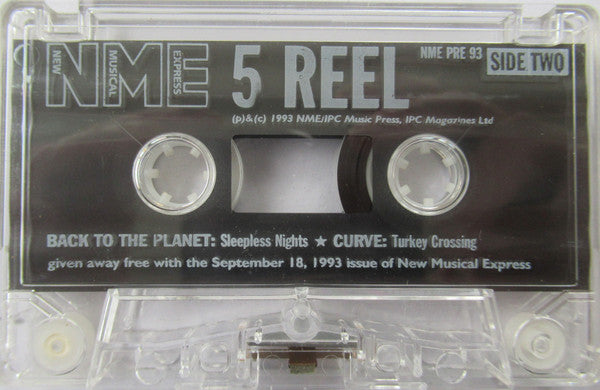 NME 5 REEL
NEW MUSICAL EXPRESS
NME PRE 93 SIDE TWO
(p)&(c) 1993 NME/IPC Music Press, IPC Magazines Ltd
BACK TO THE PLANET: Sleepless Nights ★ CURVE: Turkey Crossing
given away free with the September 18, 1993 issue of New Musical Express